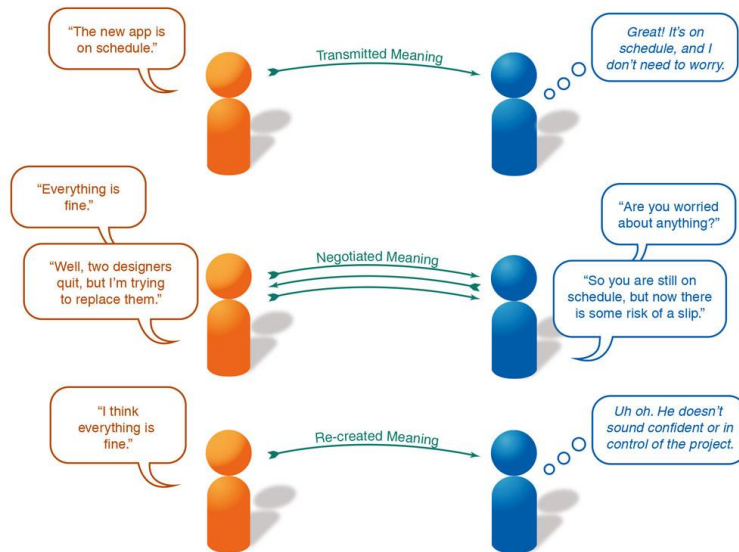 “The new app is
on schedule.”
Transmitted Meaning
Great! It’s on
schedule, and I
don’t need to worry.
“Everything is
fine.”
“Are you worried
about anything?”
“Well, two designers
quit, but I’m trying
to replace them.”
Negotiated Meaning
“So you are still on
schedule, but now there
is some risk of a slip.”
“I think
everything is
fine.”
Re-created Meaning
Uh oh. He doesn’t
sound confident or in
control of the project.